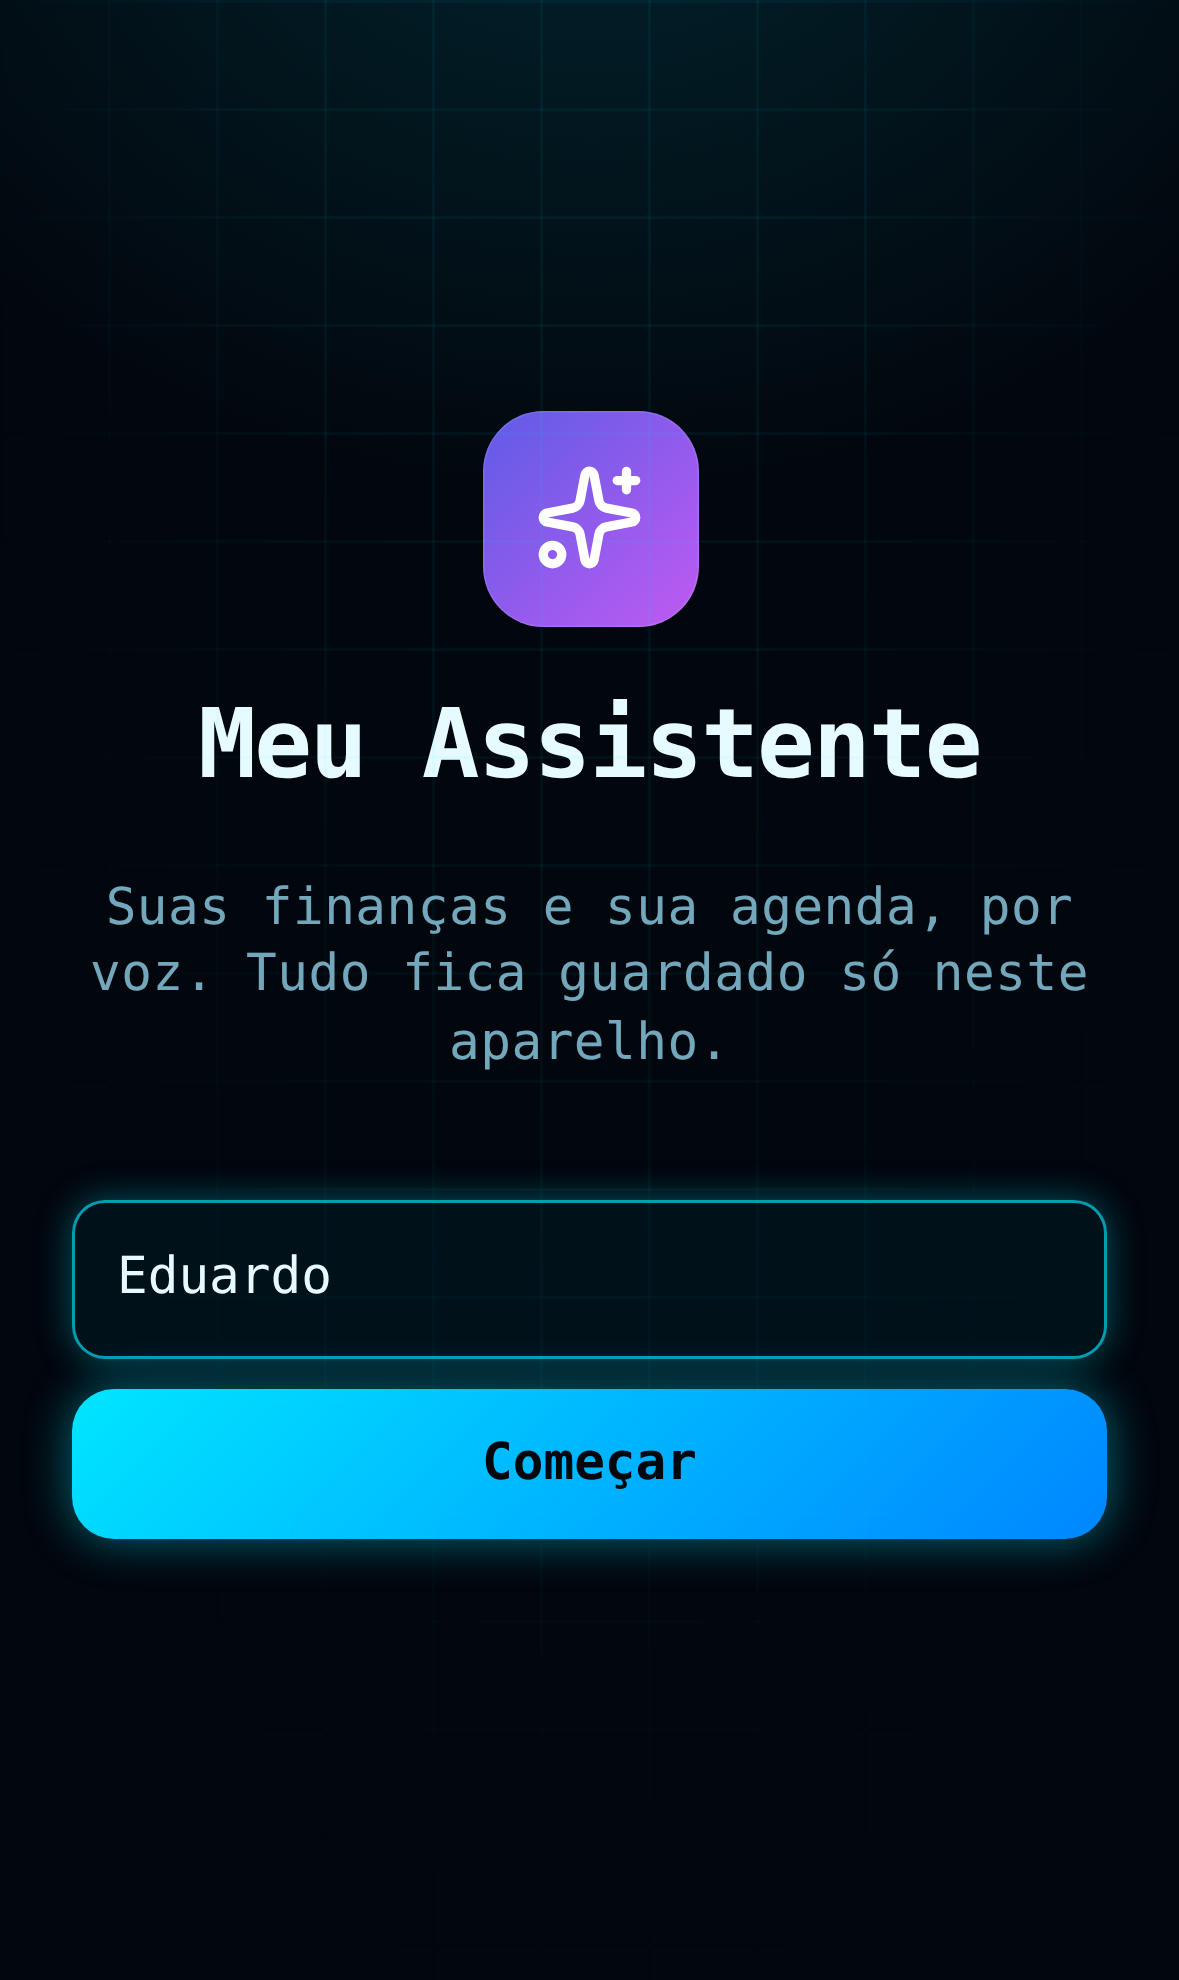 Meu Assistente
Suas finanças e sua agenda, por
voz. Tudo fica guardado só neste
aparelho.
Eduardo
Começar